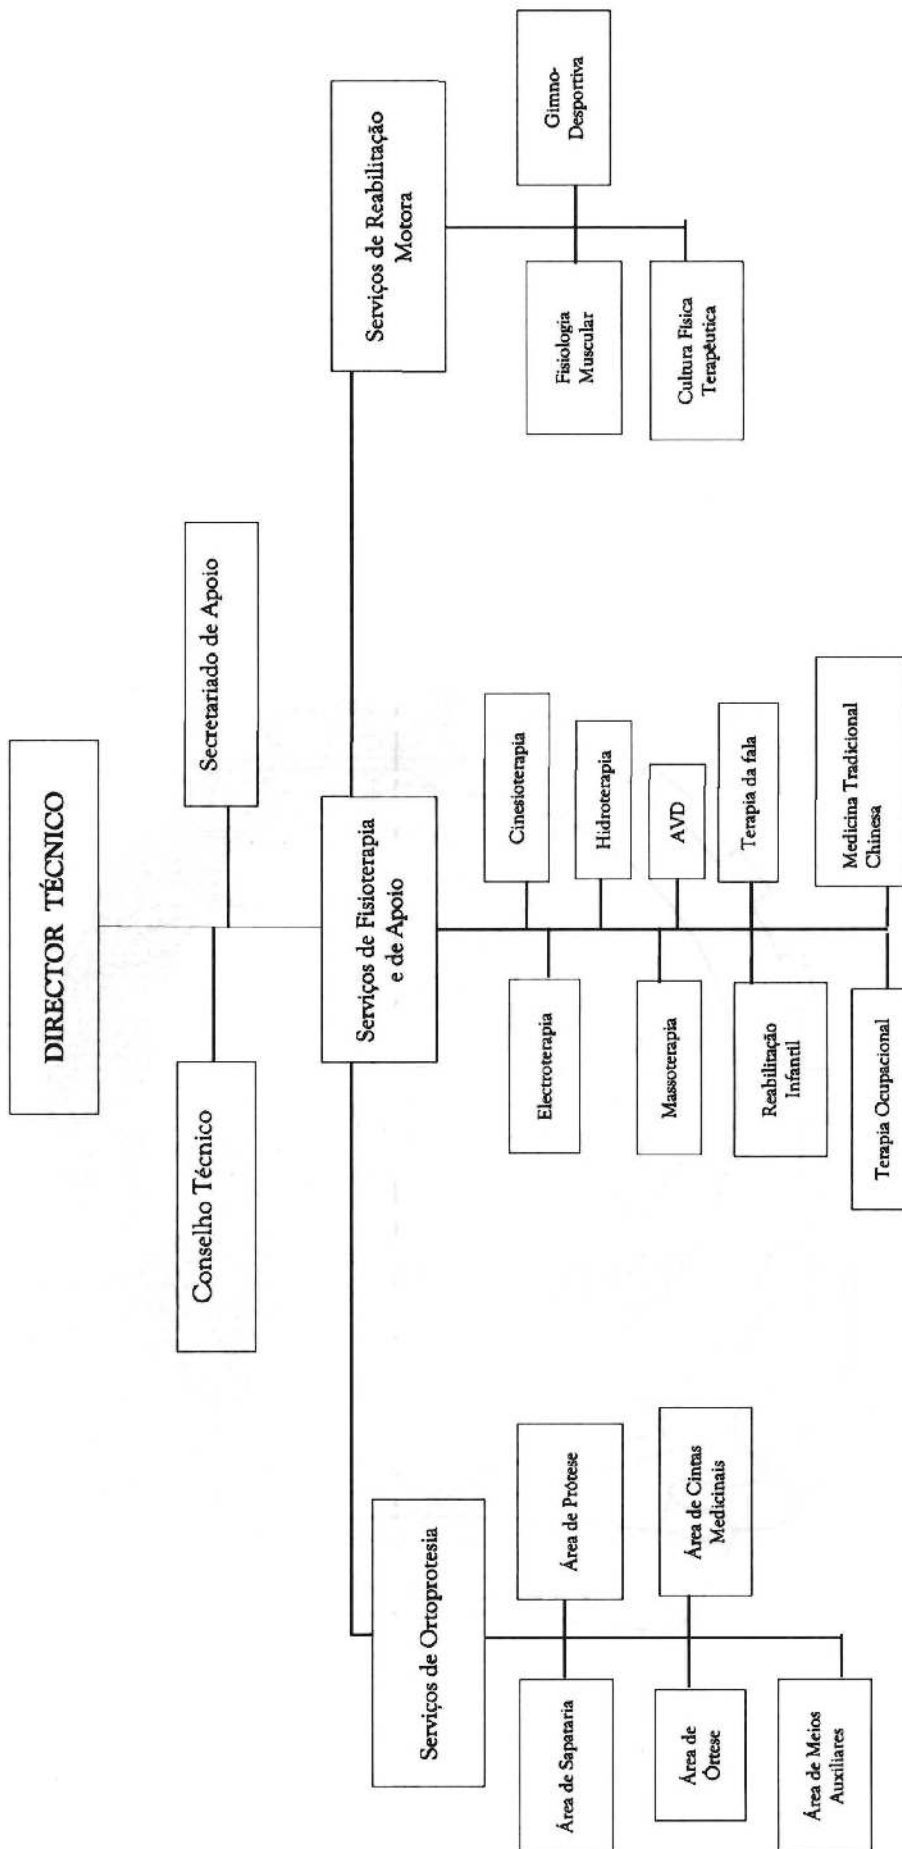 DIRECTOR TÉCNICO
Conselho Técnico
Secretariado de Apoio
Serviços de Ortoprotesia
Serviços de Fisioterapia
e de Apoio
Serviços de Reabilitação
Motora
Área de Sapataria
Área de Prótese
Área de
Órtese
Área de Cintas
Medicinais
Área de Meios
Auxiliares
Electroterapia
Cinesioterapia
Hidroterapia
Massoterapia
AVD
Reabilitação
Infantil
Terapia da fala
Terapia Ocupacional
Medicina Tradicional
Chinesa
Fisiologia
Muscular
Gimno-
Desportiva
Cultura Física
Terapêutica